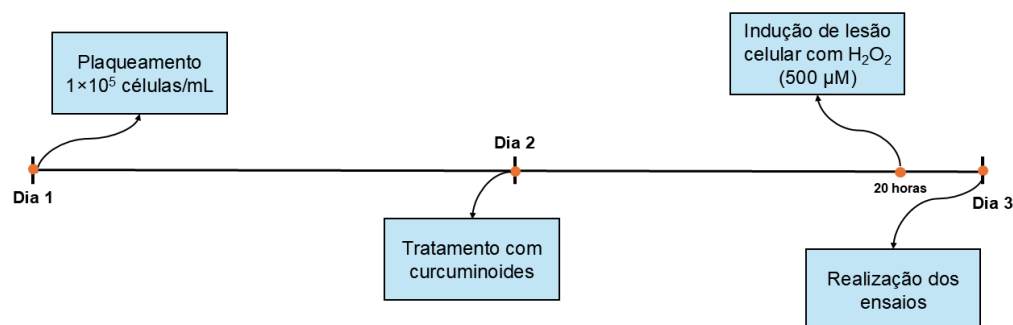 Plaqueamento
1×10⁵ células/mL
Indução de lesão
celular com H₂O₂
(500 µM)
Dia 2
Dia 1
20 horas
Dia 3
Tratamento com
curcuminoides
Realização dos
ensaios